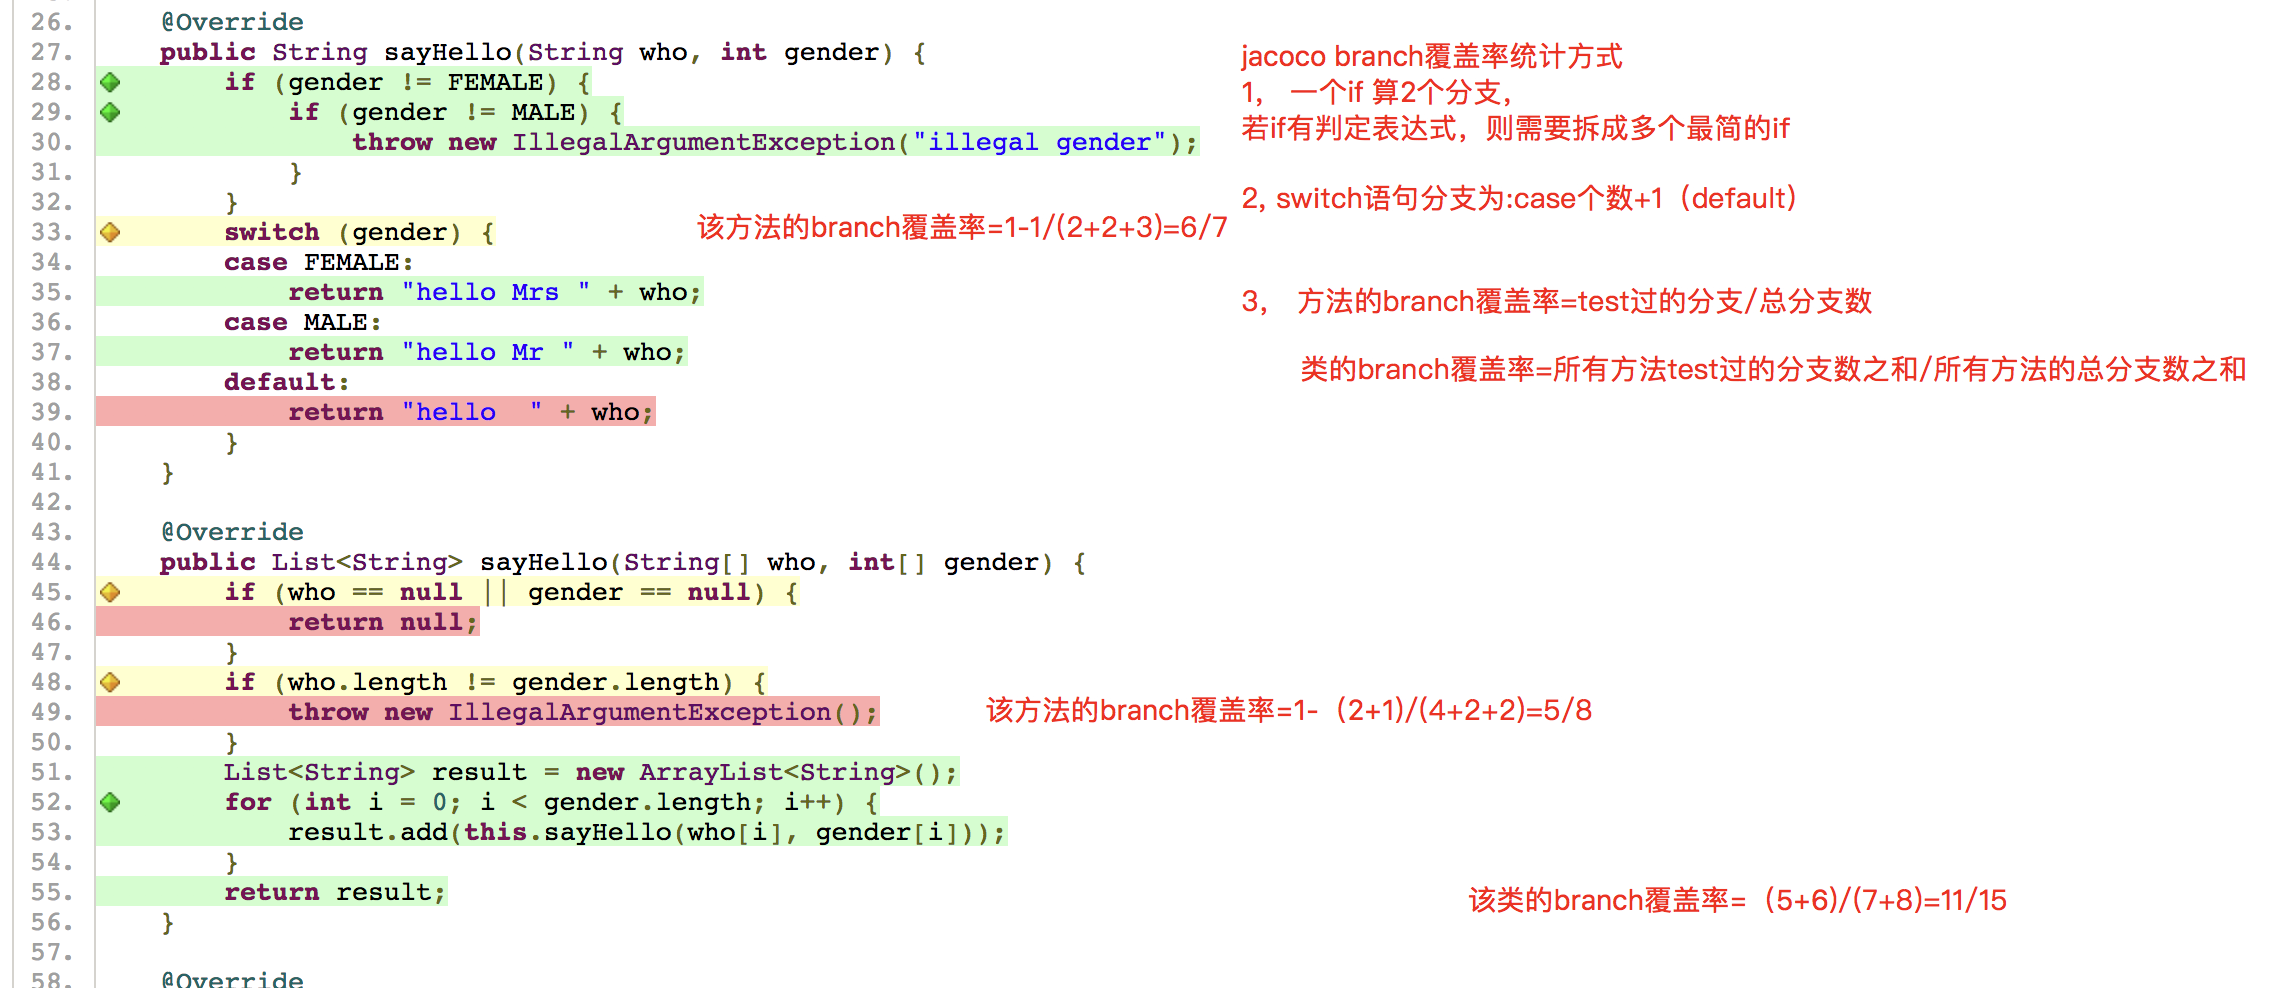 26. @Override
27. public String sayHello(String who, int gender) {
28. if (gender != FEMALE) {
29. if (gender != MALE) {
30. throw new IllegalArgumentException("illegal gender");
31. }
32. }
33. switch (gender) {
34. case FEMALE:
35. return "hello Mrs " + who;
36. case MALE:
37. return "hello Mr " + who;
38. default:
39. return "hello  " + who;
40. }
41. }
42.
43. @Override
44. public List<String> sayHello(String[] who, int[] gender) {
45. if (who == null || gender == null) {
46. return null;
47. }
48. if (who.length != gender.length) {
49. throw new IllegalArgumentException();
50. }
51. List<String> result = new ArrayList<String>();
52. for (int i = 0; i < gender.length; i++) {
53. result.add(this.sayHello(who[i], gender[i]));
54. }
55. return result;
56. }
57.
58. @Override
jacoco branch覆盖率统计方式
1， 一个if 算2个分支，
若if有判定表达式，则需要拆成多个最简的if
2, switch语句分支为:case个数+1（default）
该方法的branch覆盖率=1-1/(2+2+3)=6/7
3， 方法的branch覆盖率=test过的分支/总分支数
类的branch覆盖率=所有方法test过的分支数之和/所有方法的总分支数之和
该方法的branch覆盖率=1-（2+1)/(4+2+2)=5/8
该类的branch覆盖率=（5+6)/(7+8)=11/15